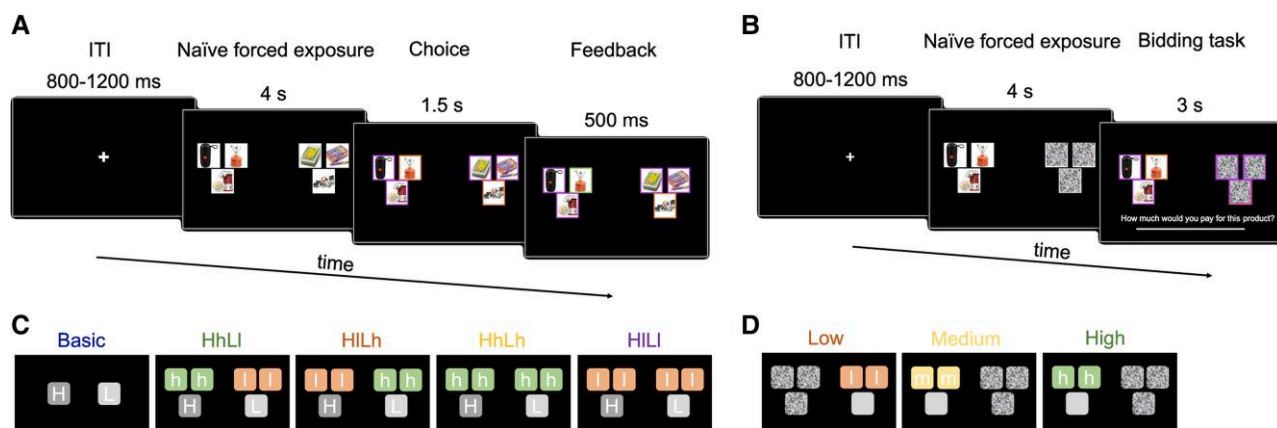 A
ITI
800-1200 ms
Naïve forced exposure
4 s
Choice
1.5 s
Feedback
500 ms
time
B
ITI
800-1200 ms
Naïve forced exposure
4 s
Bidding task
3 s
How much would you pay for this product?
time
C
Basic
H L
HhLl
h h l l
H L
HlLh
l l h h
H L
HhLh
h h h h
H L
HlLl
l l l l
H L
D
Low
l l
Medium
m m
High
h h